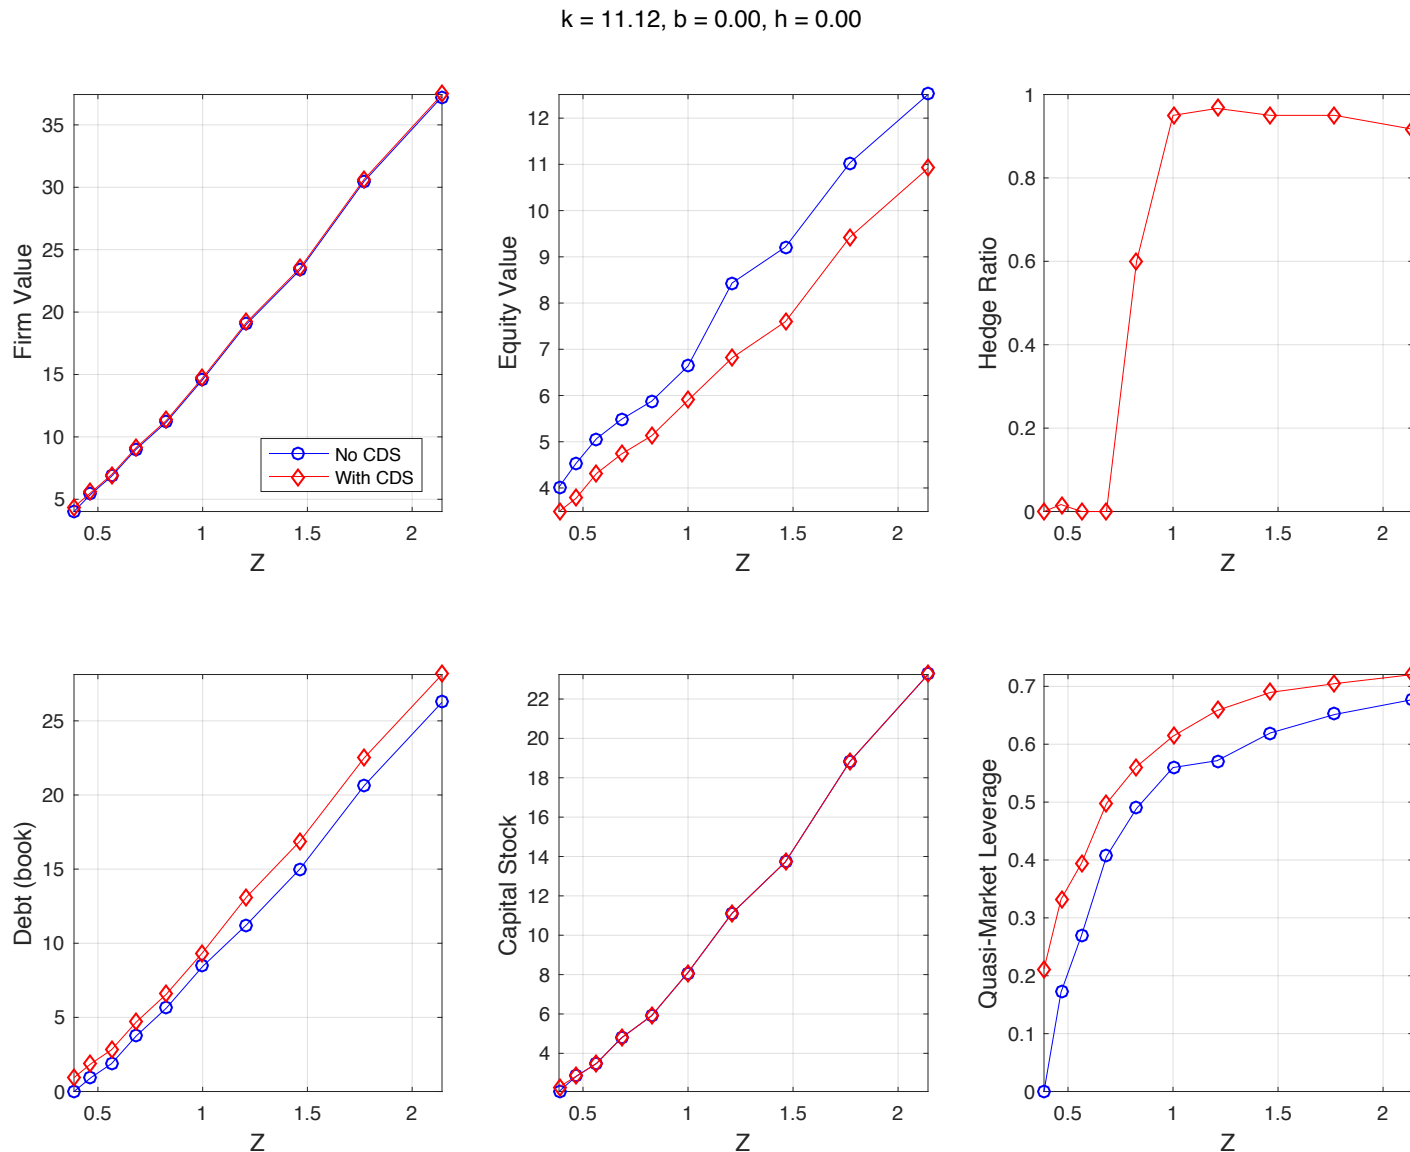 k = 11.12, b = 0.00, h = 0.00
Firm Value
35
30
25
20
15
10
5
0.5 1 1.5 2
Z
No CDS
With CDS
Equity Value
12
11
10
9
8
7
6
5
4
0.5 1 1.5 2
Z
Hedge Ratio
1
0.8
0.6
0.4
0.2
0
0.5 1 1.5 2
Z
Debt (book)
25
20
15
10
5
0
0.5 1 1.5 2
Z
Capital Stock
22
20
18
16
14
12
10
8
6
4
0.5 1 1.5 2
Z
Quasi-Market Leverage
0.7
0.6
0.5
0.4
0.3
0.2
0.1
0
0.5 1 1.5 2
Z